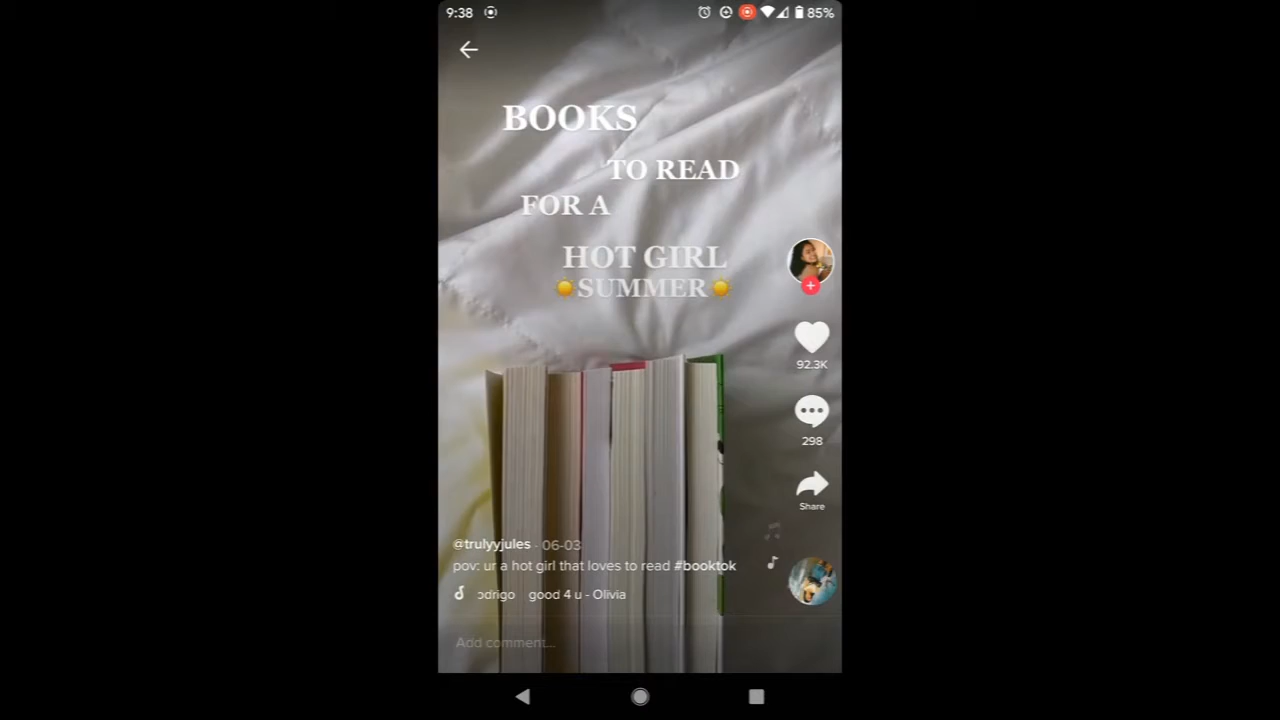 9:38
85%
BOOKS
TO READ
FOR A
HOT GIRL
SUMMER
92.3K
298
Share
@trulyyjules · 06-03
pov: ur a hot girl that loves to read #booktok
odrigo good 4 u - Olivia
Add comment...